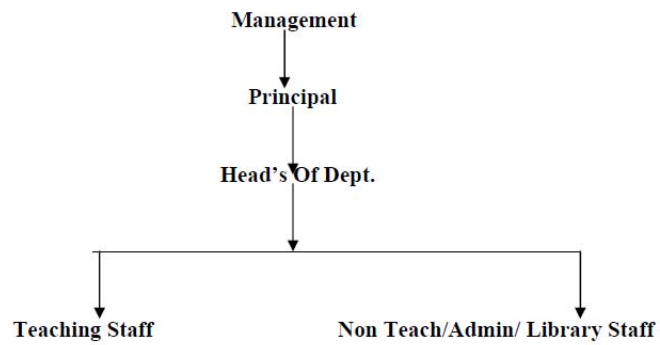 Management
Principal
Head's Of Dept.
Teaching Staff
Non Teach/Admin/ Library Staff